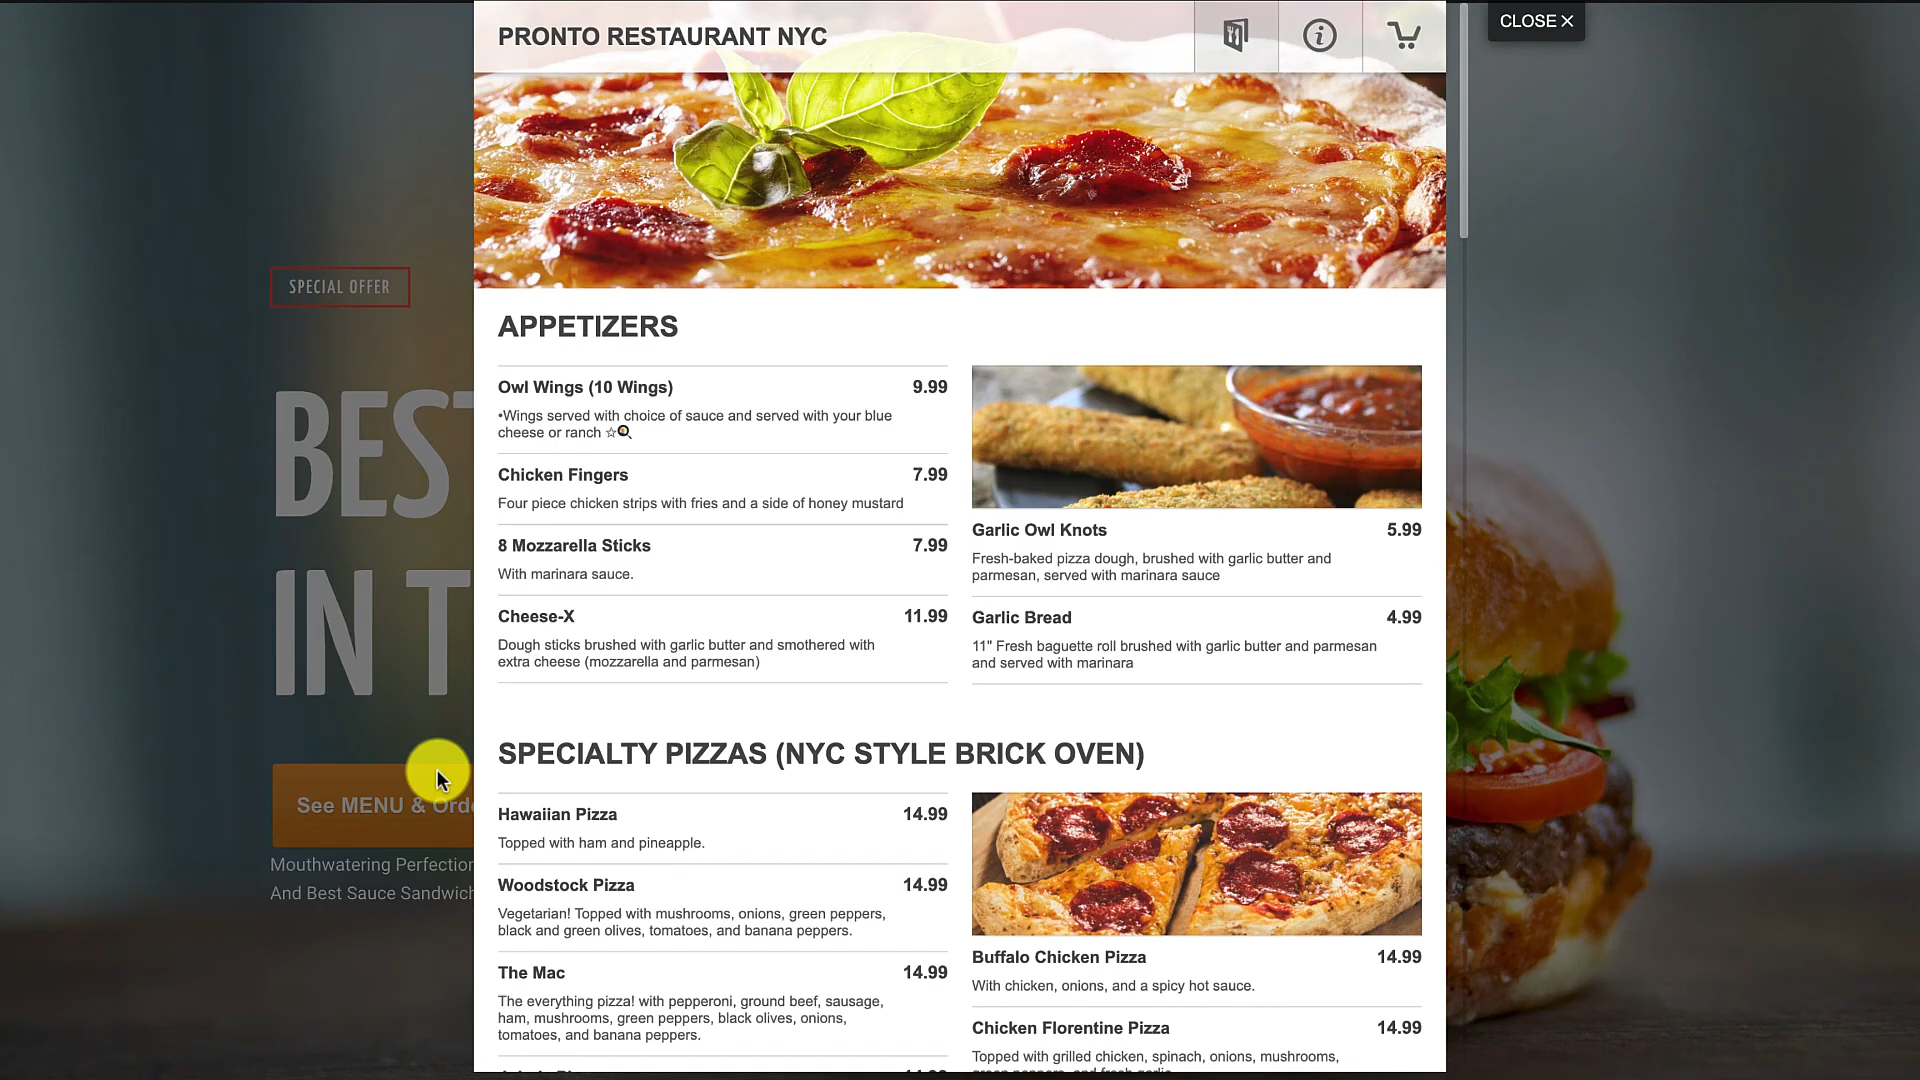 PRONTO RESTAURANT NYC
CLOSE ×
SPECIAL OFFER
BEST
IN T
See MENU & Orde
Mouthwatering Perfection
And Best Sauce Sandwich
APPETIZERS
Owl Wings (10 Wings) 9.99
•Wings served with choice of sauce and served with your blue
cheese or ranch ☆
Chicken Fingers 7.99
Four piece chicken strips with fries and a side of honey mustard
8 Mozzarella Sticks 7.99
With marinara sauce.
Cheese-X 11.99
Dough sticks brushed with garlic butter and smothered with
extra cheese (mozzarella and parmesan)
Garlic Owl Knots 5.99
Fresh-baked pizza dough, brushed with garlic butter and
parmesan, served with marinara sauce
Garlic Bread 4.99
11" Fresh baguette roll brushed with garlic butter and parmesan
and served with marinara
SPECIALTY PIZZAS (NYC STYLE BRICK OVEN)
Hawaiian Pizza 14.99
Topped with ham and pineapple.
Woodstock Pizza 14.99
Vegetarian! Topped with mushrooms, onions, green peppers,
black and green olives, tomatoes, and banana peppers.
The Mac 14.99
The everything pizza! with pepperoni, ground beef, sausage,
ham, mushrooms, green peppers, black olives, onions,
tomatoes, and banana peppers.
Buffalo Chicken Pizza 14.99
With chicken, onions, and a spicy hot sauce.
Chicken Florentine Pizza 14.99
Topped with grilled chicken, spinach, onions, mushrooms,
green peppers, and fresh garlic